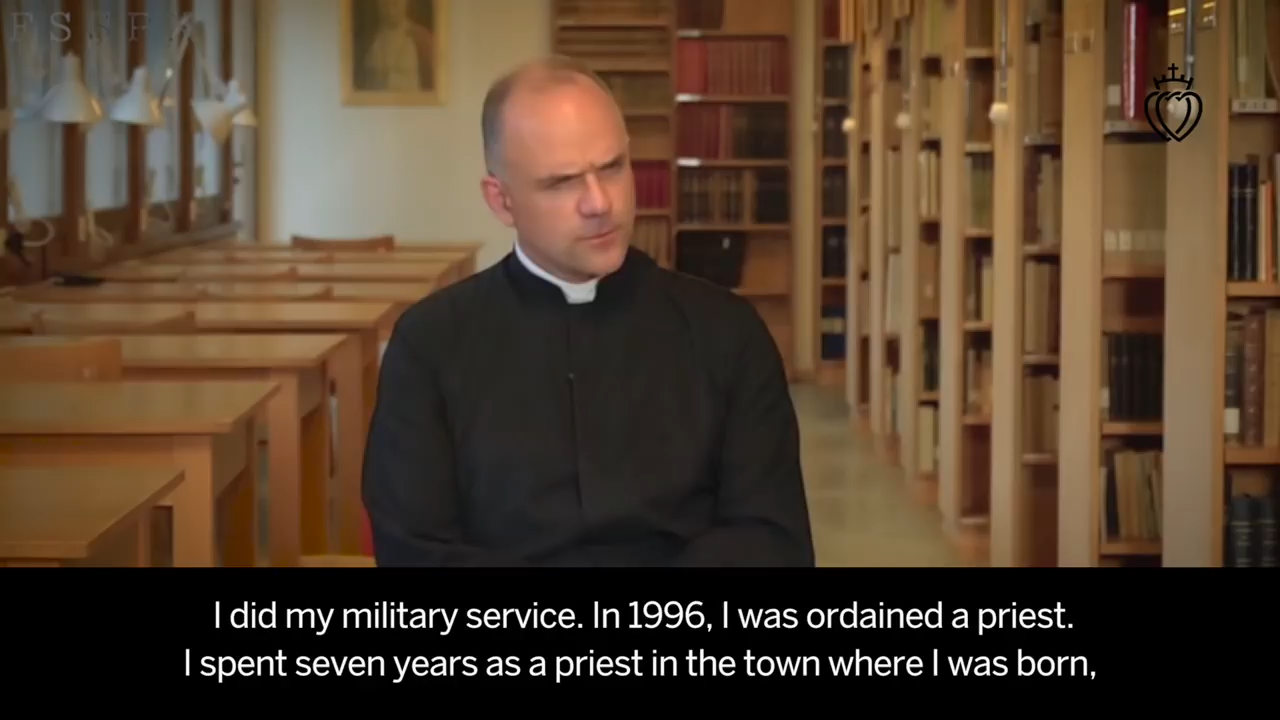 FSSPX
I did my military service. In 1996, I was ordained a priest.
I spent seven years as a priest in the town where I was born,